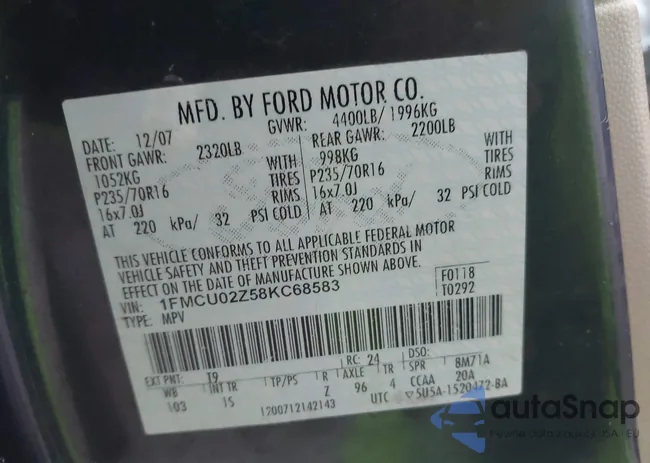 MFD. BY FORD MOTOR CO.
DATE: 12/07 GVWR: 4400LB/ 1996KG
FRONT GAWR: 2320LB REAR GAWR: 2200LB
1052KG WITH 998KG WITH
P235/70R16 TIRES P235/70R16 TIRES
16x7.0J RIMS 16x7.0J RIMS
AT 220 kPa/ 32 PSI COLD AT 220 kPa/ 32 PSI COLD
THIS VEHICLE CONFORMS TO ALL APPLICABLE FEDERAL MOTOR
VEHICLE SAFETY AND THEFT PREVENTION STANDARDS IN
EFFECT ON THE DATE OF MANUFACTURE SHOWN ABOVE.
VIN: 1FMCU02Z58KC68583 F0118
TYPE: MPV T0292
EXT PNT: T9 RC: 24 DSO:
WB INT TR TP/PS R AXLE TR SPR 8M71A
103 IS Z 96 4 CCAA 20A
1200712142143 UTC 5U5A-1520472-BA
autoSnap